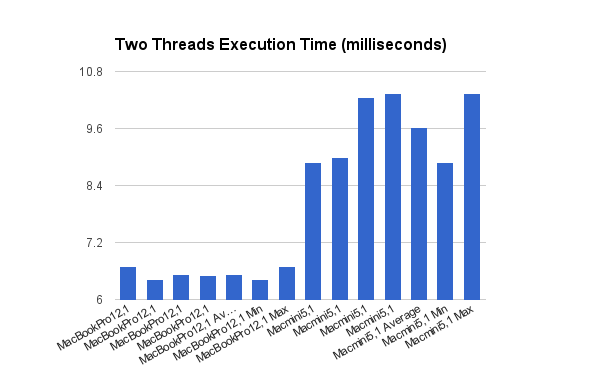 Two Threads Execution Time (milliseconds)
10.8
9.6
8.4
7.2
6
MacBookPro12,1
MacBookPro12,1
MacBookPro12,1
MacBookPro12,1
MacBookPro12,1 Av…
MacBookPro12,1 Min
MacBookPro12,1 Max
Macmini5,1
Macmini5,1
Macmini5,1
Macmini5,1
Macmini5,1 Average
Macmini5,1 Min
Macmini5,1 Max